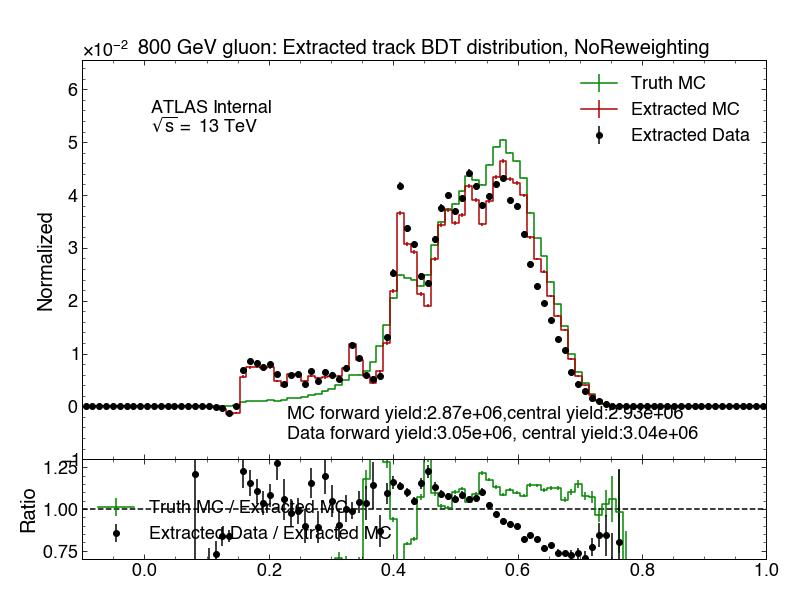 ×10⁻² 800 GeV gluon: Extracted track BDT distribution, NoReweighting
Normalized
6
5
4
3
2
1
0
1
ATLAS Internal
√s = 13 TeV
Truth MC
Extracted MC
Extracted Data
MC forward yield:2.87e+06,central yield:2.93e+06
Data forward yield:3.05e+06, central yield:3.04e+06
Ratio
1.25
1.00
0.75
Truth MC / Extracted MC
Extracted Data / Extracted MC
0.0 0.2 0.4 0.6 0.8 1.0